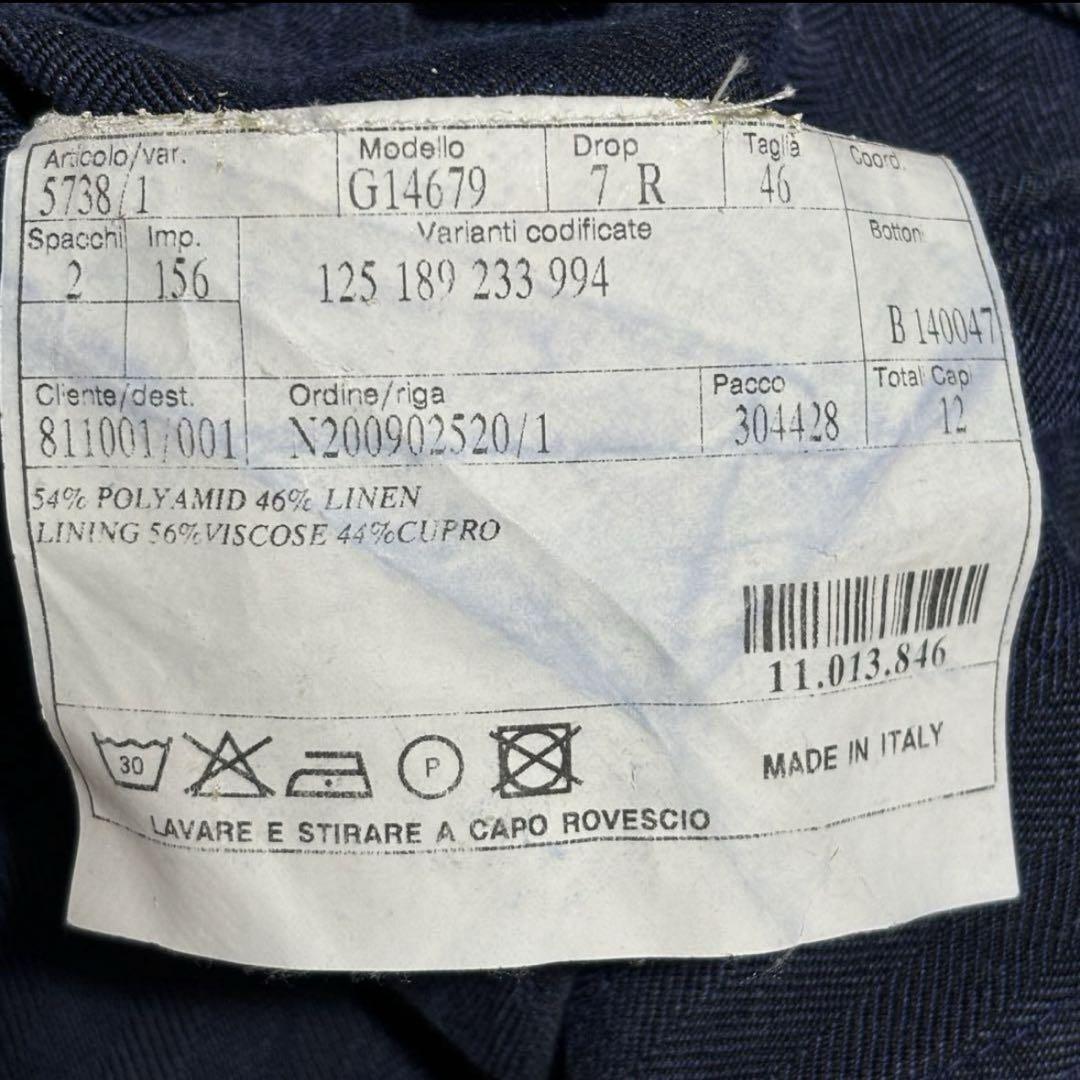 Articolo/var. Modello Drop Taglia Coord.
5738/1 G14679 7 R 46
Spacchi Imp. Varianti codificate Bottoni
2 156 125 189 233 994
B 140047
Cliente/dest. Ordine/riga Pacco Total Capi
811001/001 N200902520/1 304428 12
54% POLYAMID 46% LINEN
LINING 56%VISCOSE 44%CUPRO
11.013.846
30 P MADE IN ITALY
LAVARE E STIRARE A CAPO ROVESCIO